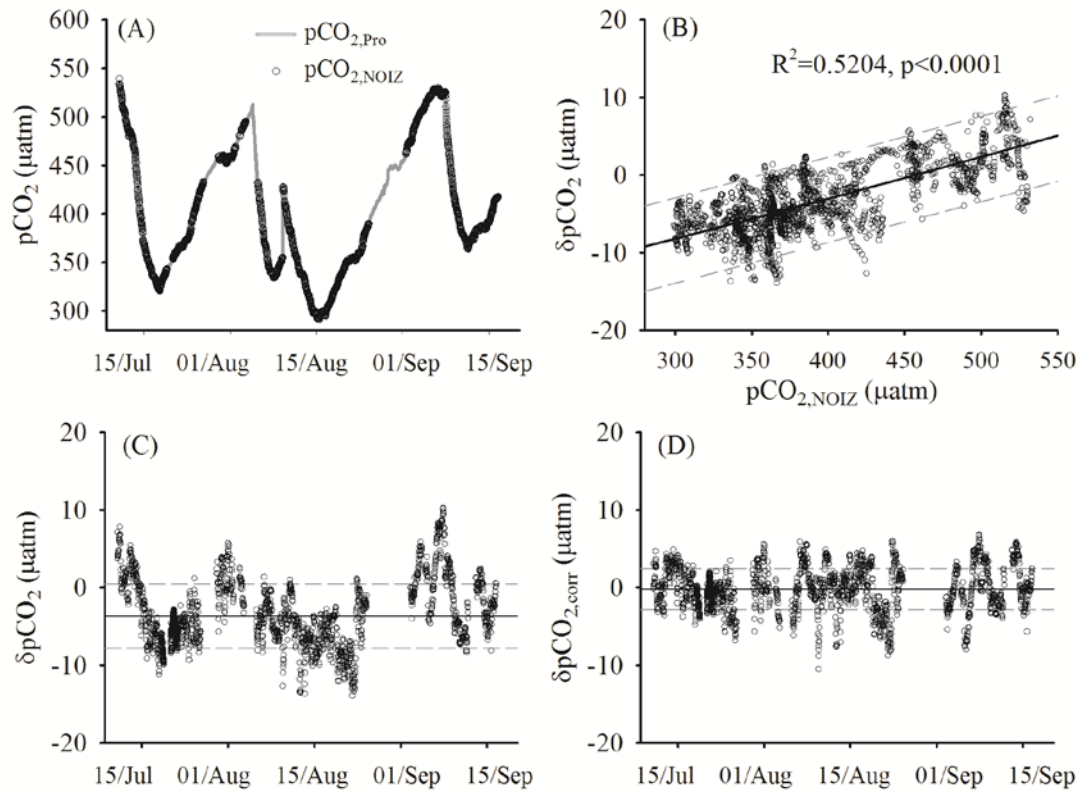 (A)
pCO2,Pro
pCO2,NOIZ
pCO2 (µatm)
600
550
500
450
400
350
300
15/Jul 01/Aug 15/Aug 01/Sep 15/Sep
(B)
R2=0.5204, p<0.0001
δpCO2 (µatm)
20
10
0
-10
-20
300 350 400 450 500 550
pCO2,NOIZ (µatm)
(C)
δpCO2 (µatm)
20
10
0
-10
-20
15/Jul 01/Aug 15/Aug 01/Sep 15/Sep
(D)
δpCO2,corr (µatm)
20
10
0
-10
-20
15/Jul 01/Aug 15/Aug 01/Sep 15/Sep